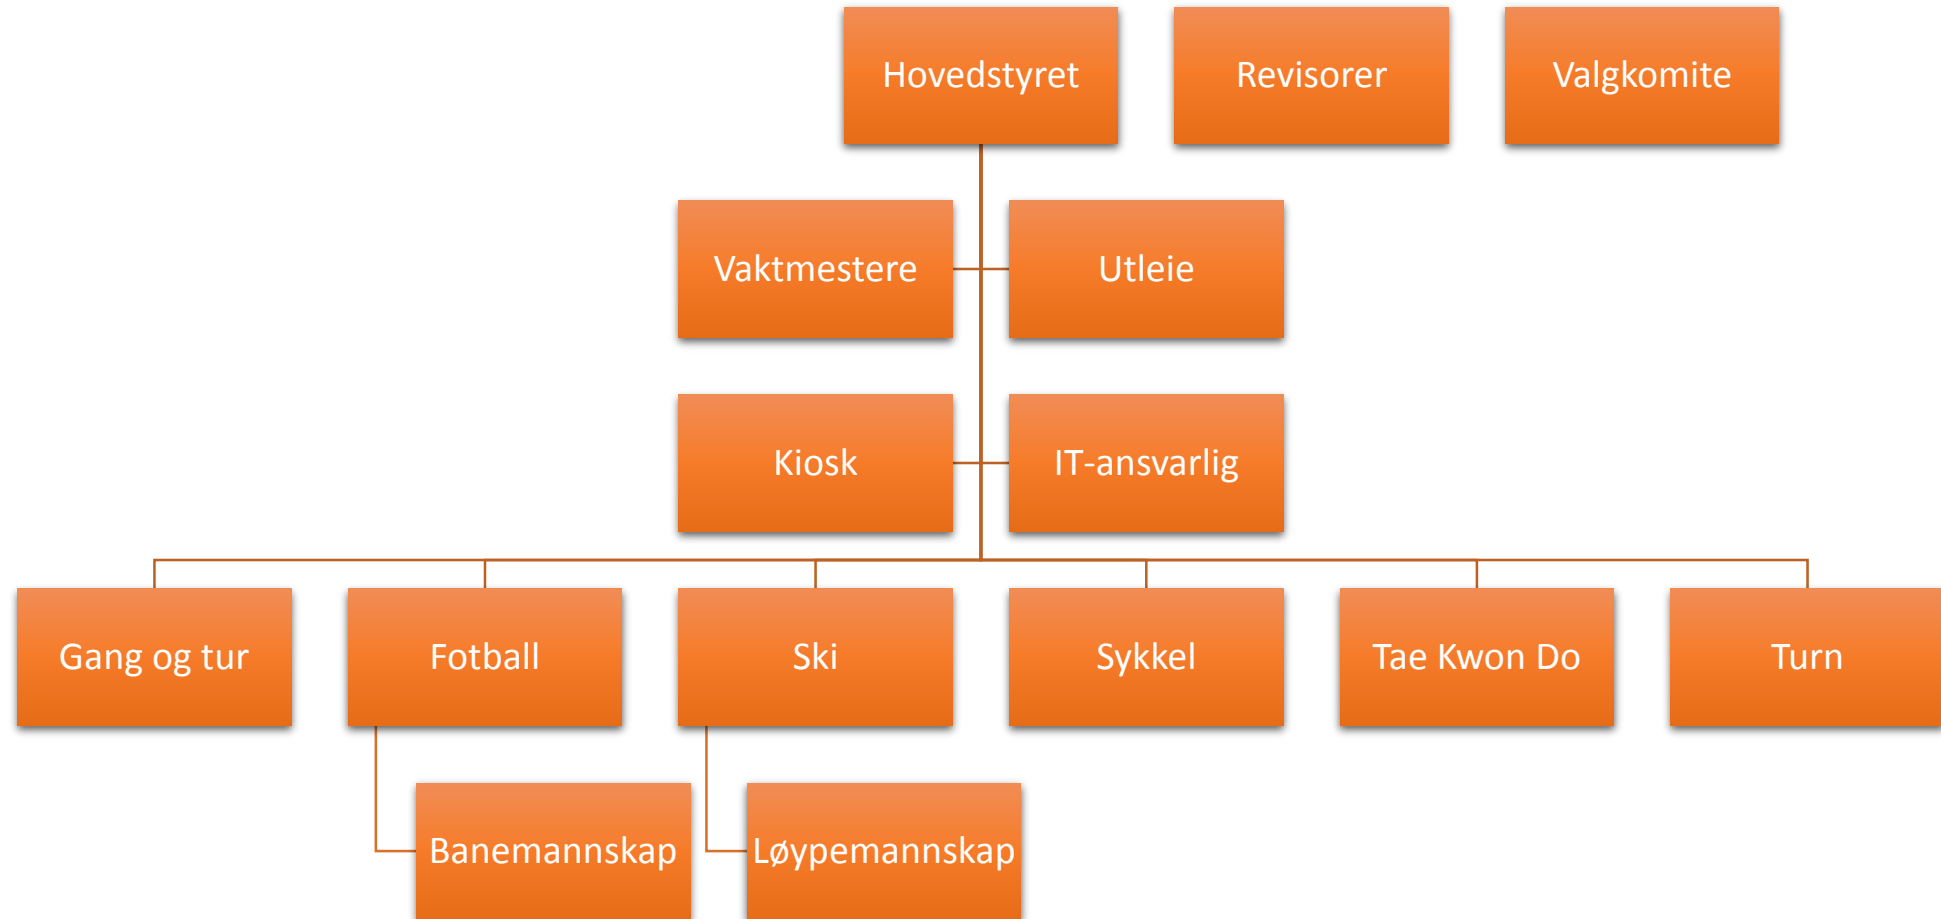 Hovedstyret
Revisorer
Valgkomite
Vaktmestere
Utleie
Kiosk
IT-ansvarlig
Gang og tur
Fotball
Ski
Sykkel
Tae Kwon Do
Turn
Banemannskap
Løypemannskap